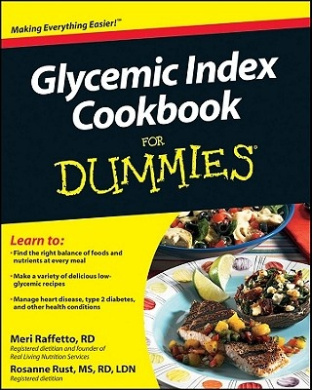 Making Everything Easier!™
Glycemic Index
Cookbook
FOR
DUMMIES®
Learn to:
• Find the right balance of foods and
nutrients at every meal
• Make a variety of delicious low-
glycemic recipes
• Manage heart disease, type 2 diabetes,
and other health conditions
Meri Raffetto, RD
Registered dietitian and founder of
Real Living Nutrition Services
Rosanne Rust, MS, RD, LDN
Registered dietitian